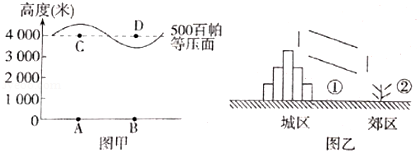 高度(米)
4 000
3 000
2 000
1 000
0
C
D
500百帕
等压面
A
B
图甲
①
②
城区
郊区
图乙